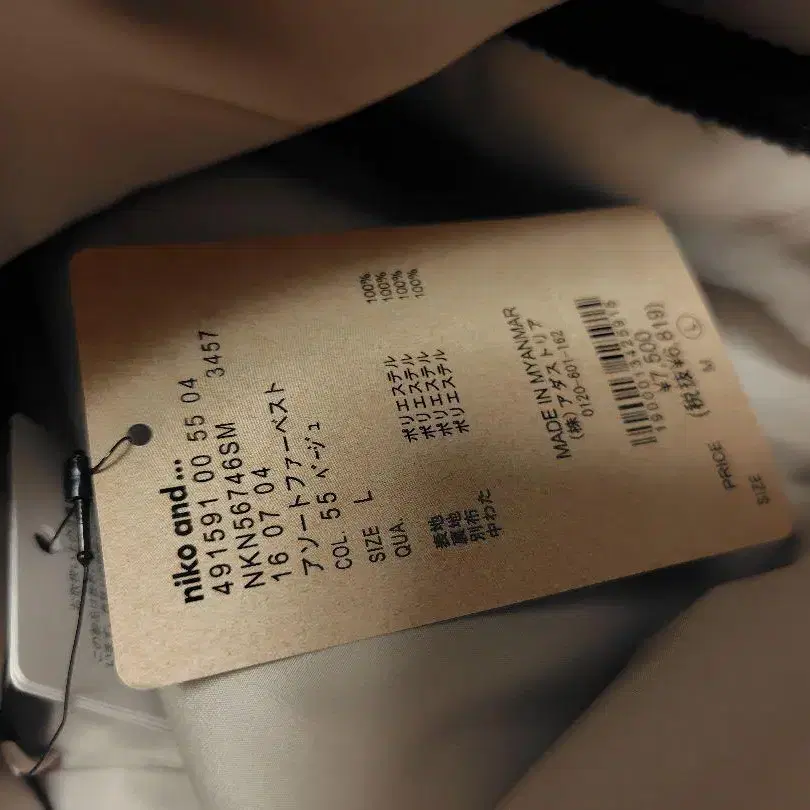 niko and...
491591 00 55 04
3457
NKN56746SM
16 07 04
アソートファーベスト
COL. 55 ベージュ
SIZE L
QUA.
表地 ポリエステル 100%
裏地 ポリエステル 100%
別布 ポリエステル 100%
中わた ポリエステル 100%
MADE IN MYANMAR
(株)アダストリア
0120-601-162
¥7,500
(税抜¥6,819)
PRICE
SIZE M L